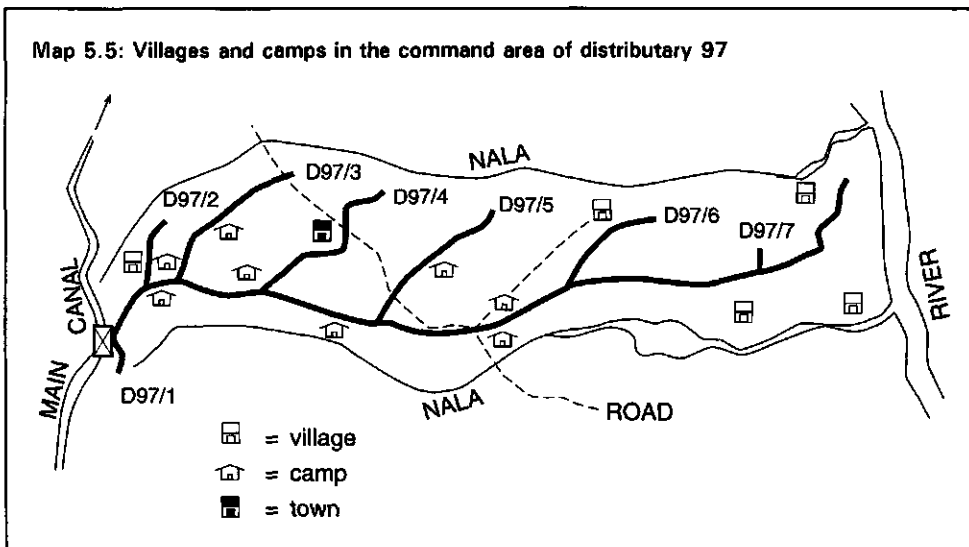 Map 5.5: Villages and camps in the command area of distributary 97
NALA
D97/3
D97/2
D97/4
D97/5
D97/6
D97/7
CANAL
MAIN
RIVER
D97/1
NALA
ROAD
= village
= camp
= town